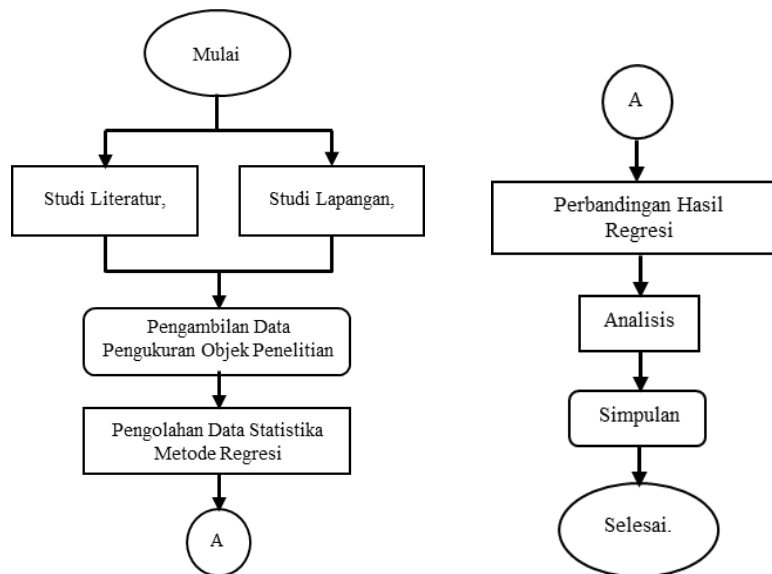 Mulai
Studi Literatur,
Studi Lapangan,
Pengambilan Data
Pengukuran Objek Penelitian
Pengolahan Data Statistika
Metode Regresi
A
A
Perbandingan Hasil
Regresi
Analisis
Simpulan
Selesai.